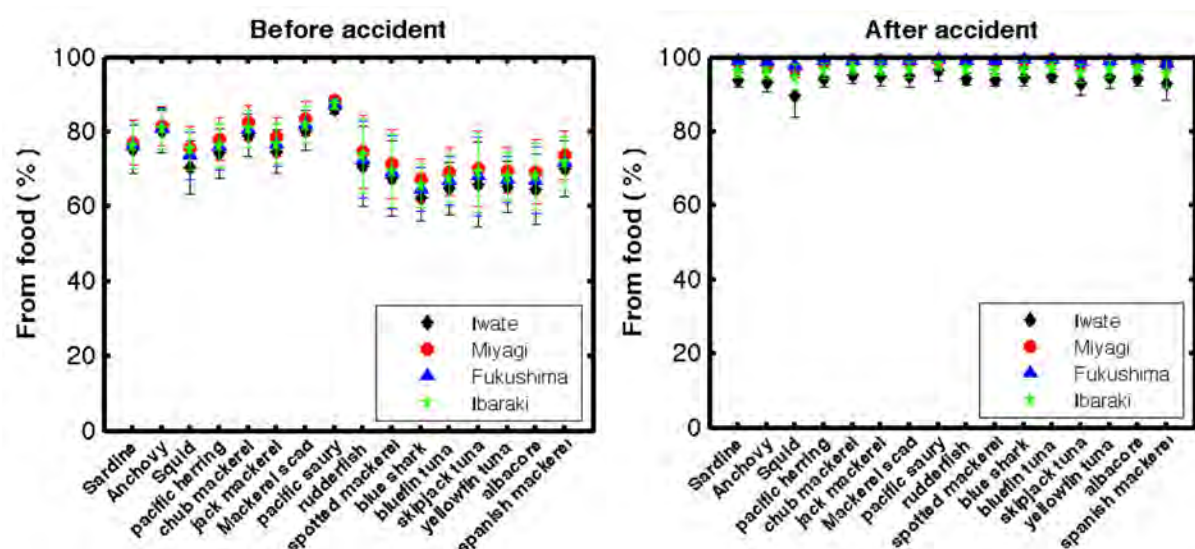 Before accident
From food ( % )
100
80
60
40
20
0
Iwate
Miyagi
Fukushima
Ibaraki
Sardine
Anchovy
Squid
pacific herring
chub mackerel
jack mackerel
Mackerel scad
pacific saury
rudderfish
spotted mackerel
blue shark
bluefin tuna
skipjack tuna
yellowfin tuna
albacore
spanish mackerel
After accident
From food ( % )
100
80
60
40
20
0
Iwate
Miyagi
Fukushima
Ibaraki
Sardine
Anchovy
Squid
pacific herring
chub mackerel
jack mackerel
Mackerel scad
pacific saury
rudderfish
spotted mackerel
blue shark
bluefin tuna
skipjack tuna
yellowfin tuna
albacore
spanish mackerel